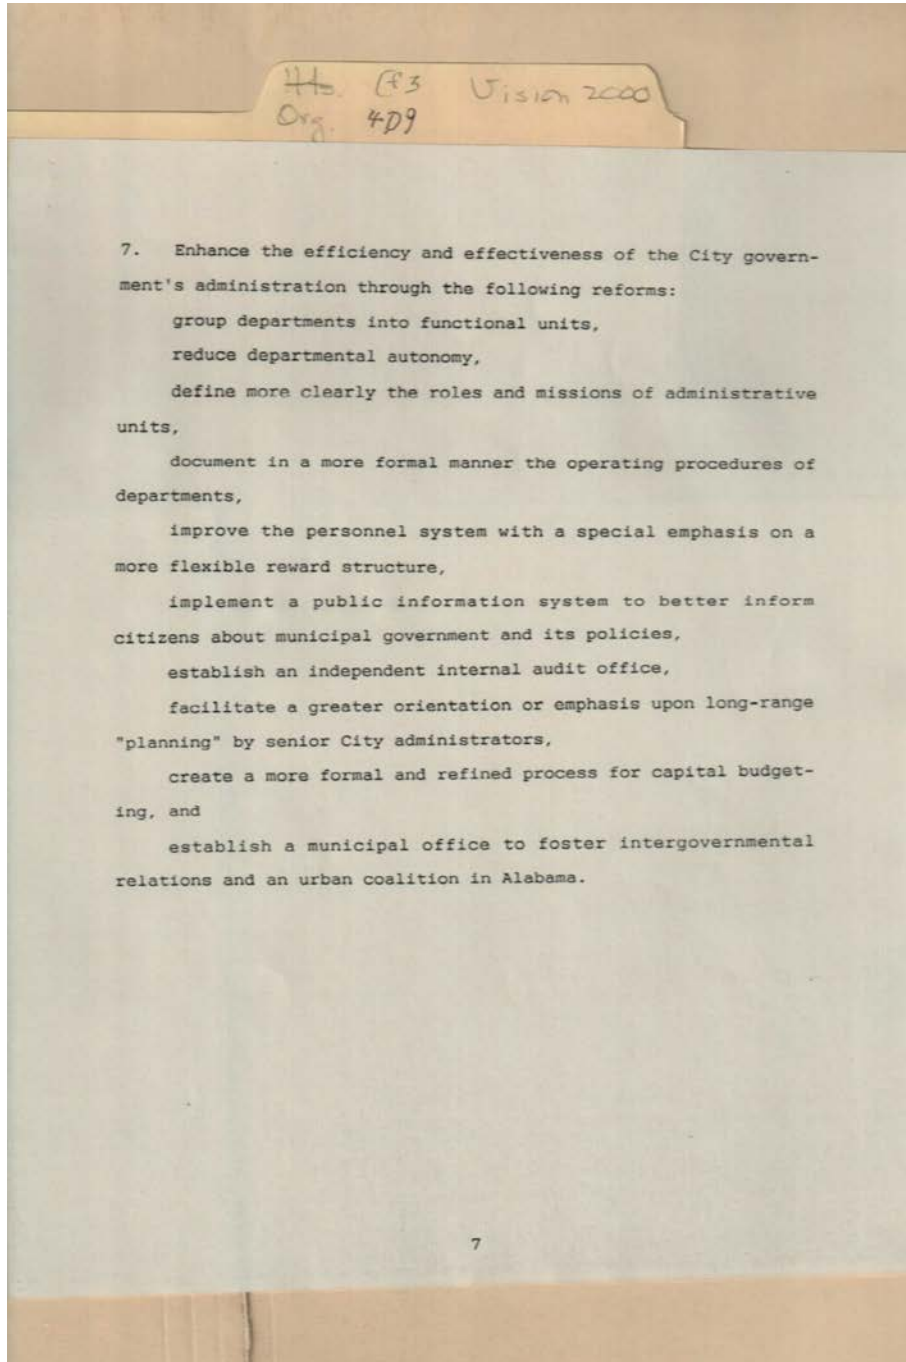 Hs. Cf3 Vision 2000
Org. 4D9
7. Enhance the efficiency and effectiveness of the City govern-
ment's administration through the following reforms:
group departments into functional units,
reduce departmental autonomy,
define more clearly the roles and missions of administrative
units,
document in a more formal manner the operating procedures of
departments,
improve the personnel system with a special emphasis on a
more flexible reward structure,
implement a public information system to better inform
citizens about municipal government and its policies,
establish an independent internal audit office,
facilitate a greater orientation or emphasis upon long-range
"planning" by senior City administrators,
create a more formal and refined process for capital budget-
ing, and
establish a municipal office to foster intergovernmental
relations and an urban coalition in Alabama.
7